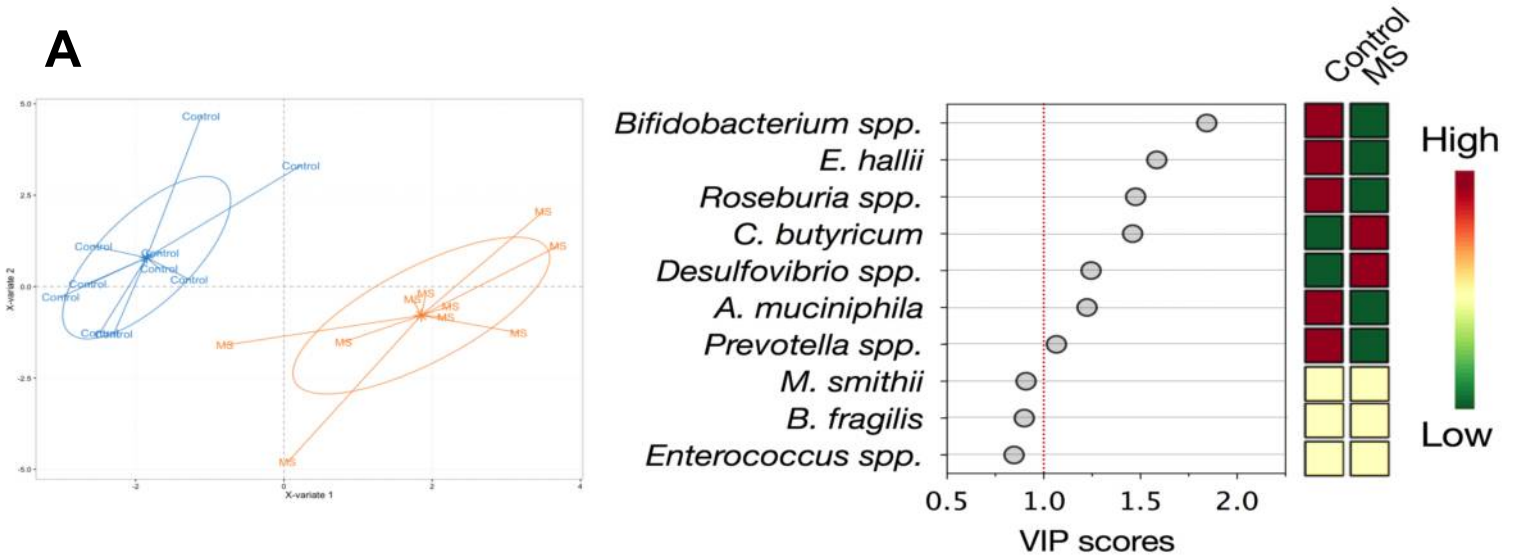 A
5.0
2.5
0.0
-2.5
-5.0
X-variate 2
-2
0
2
4
X-variate 1
Control
Control
Control
Control
Control
Control
Control
Control
Control
Control
MS
MS
MS
MS
MS
MS
MS
MS
MS
MS
Bifidobacterium spp.
E. hallii
Roseburia spp.
C. butyricum
Desulfovibrio spp.
A. muciniphila
Prevotella spp.
M. smithii
B. fragilis
Enterococcus spp.
0.5 1.0 1.5 2.0
VIP scores
Control
MS
High
Low